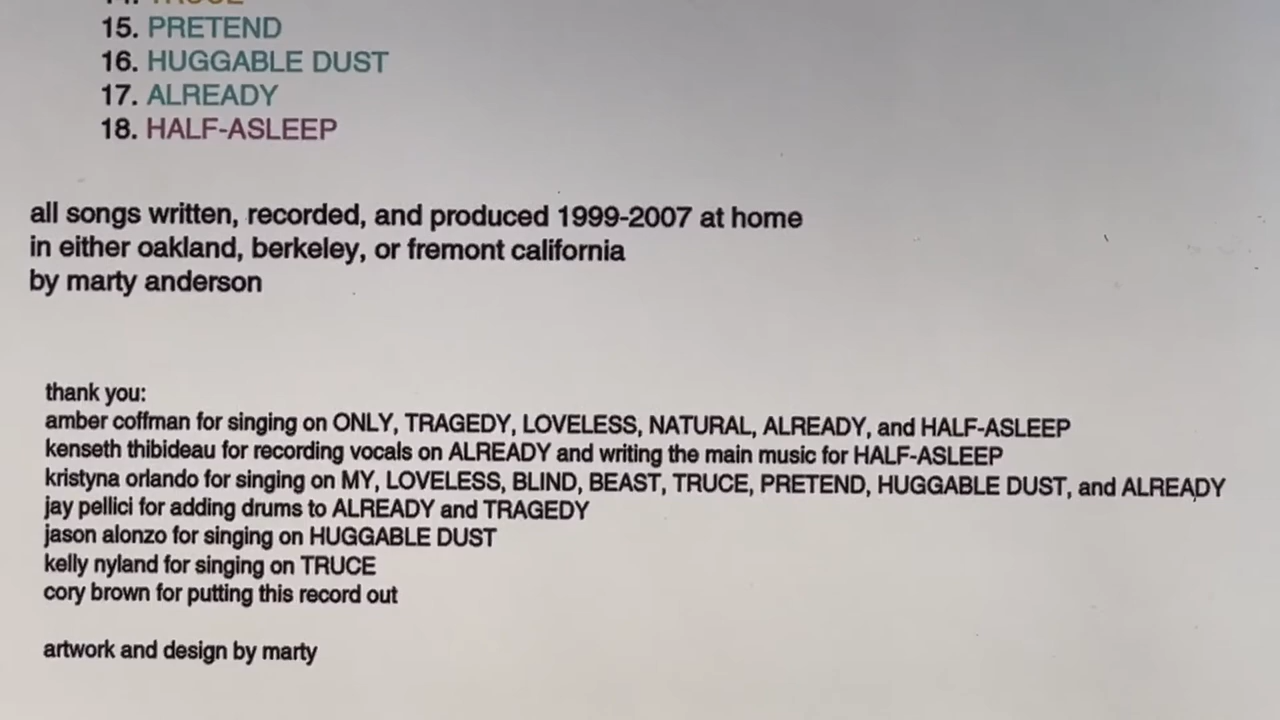 14. TRUCE
15. PRETEND
16. HUGGABLE DUST
17. ALREADY
18. HALF-ASLEEP
all songs written, recorded, and produced 1999-2007 at home
in either oakland, berkeley, or fremont california
by marty anderson
thank you:
amber coffman for singing on ONLY, TRAGEDY, LOVELESS, NATURAL, ALREADY, and HALF-ASLEEP
kenseth thibideau for recording vocals on ALREADY and writing the main music for HALF-ASLEEP
kristyna orlando for singing on MY, LOVELESS, BLIND, BEAST, TRUCE, PRETEND, HUGGABLE DUST, and ALREADY
jay pellici for adding drums to ALREADY and TRAGEDY
jason alonzo for singing on HUGGABLE DUST
kelly nyland for singing on TRUCE
cory brown for putting this record out
artwork and design by marty